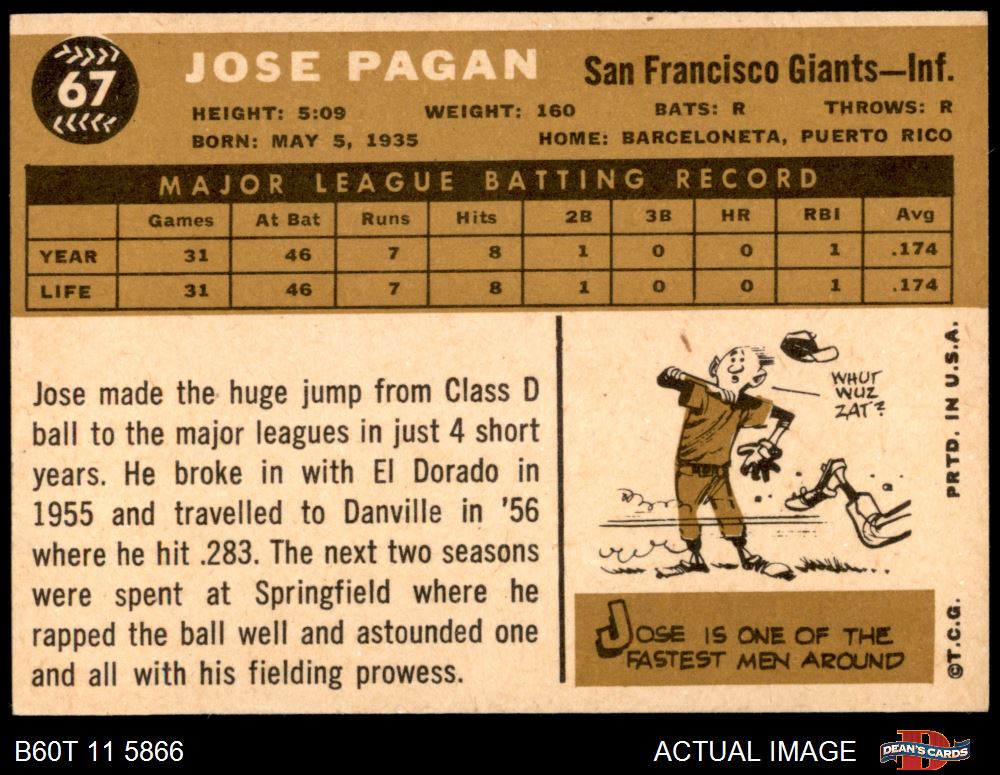 67
JOSE PAGAN
San Francisco Giants—Inf.
HEIGHT: 5:09 WEIGHT: 160 BATS: R THROWS: R
BORN: MAY 5, 1935 HOME: BARCELONETA, PUERTO RICO
MAJOR LEAGUE BATTING RECORD
Games At Bat Runs Hits 2B 3B HR RBI Avg
YEAR 31 46 7 8 1 0 0 1 .174
LIFE 31 46 7 8 1 0 0 1 .174
Jose made the huge jump from Class D
ball to the major leagues in just 4 short
years. He broke in with El Dorado in
1955 and travelled to Danville in '56
where he hit .283. The next two seasons
were spent at Springfield where he
rapped the ball well and astounded one
and all with his fielding prowess.
WHUT
WUZ
ZAT?
JOSE IS ONE OF THE
FASTEST MEN AROUND
PRTD. IN U.S.A.
©T.C.G.
B60T 11 5866
ACTUAL IMAGE
DEAN'S CARDS